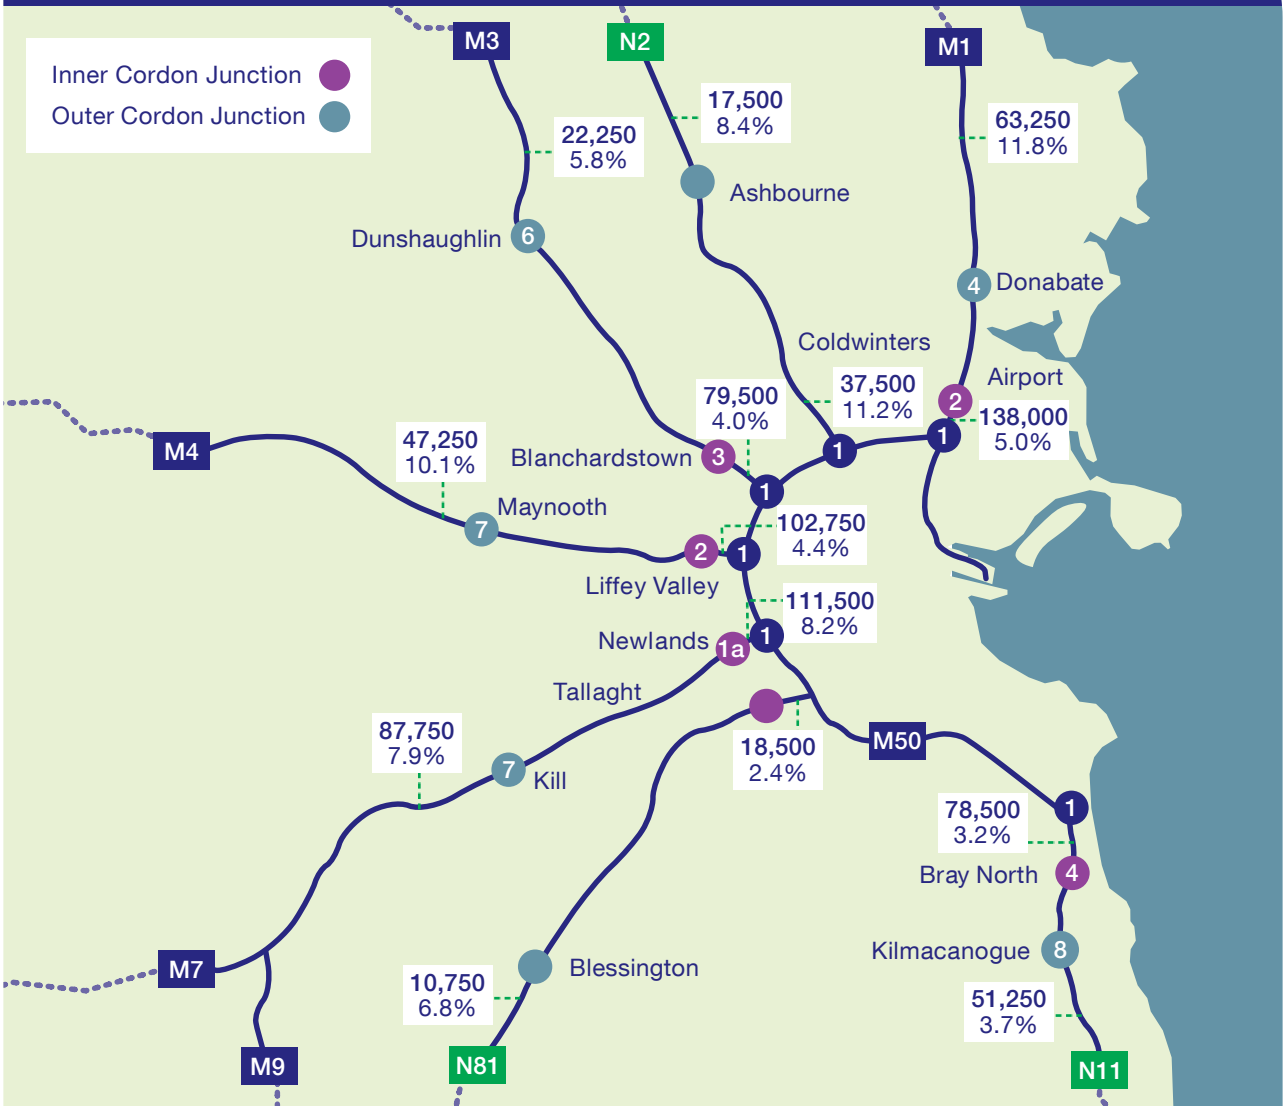 M3
N2
M1
Inner Cordon Junction
Outer Cordon Junction
17,500
8.4%
63,250
11.8%
22,250
5.8%
Ashbourne
Dunshaughlin
6
4
Donabate
Coldwinters
Airport
79,500
4.0%
37,500
11.2%
2
138,000
5.0%
1
M4
47,250
10.1%
Blanchardstown
3
1
1
Maynooth
7
102,750
4.4%
2
1
Liffey Valley
111,500
8.2%
Newlands
1a
1
Tallaght
87,750
7.9%
18,500
2.4%
M50
7
Kill
78,500
3.2%
1
Bray North
4
Kilmacanogue
8
M7
Blessington
10,750
6.8%
51,250
3.7%
M9
N81
N11